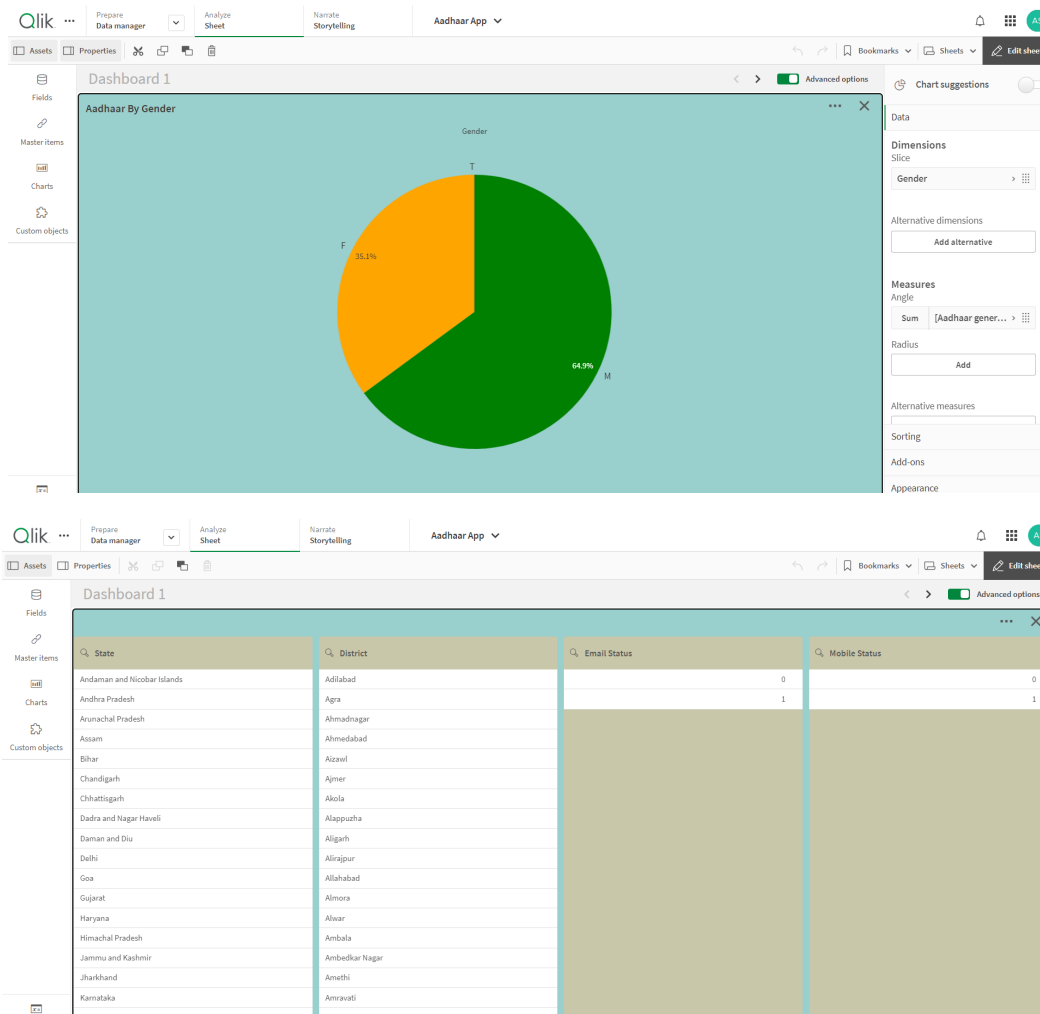 Qlik
Prepare
Data manager
Analyze
Sheet
Narrate
Storytelling
Aadhaar App
AS
Assets
Properties
Bookmarks
Sheets
Edit sheet
Fields
Master items
Charts
Custom objects
Dashboard 1
Advanced options
Aadhaar By Gender
Gender
T
F
35.1%
64.9%
M
Chart suggestions
Data
Dimensions
Slice
Gender
Alternative dimensions
Add alternative
Measures
Angle
Sum [Aadhaar gener...
Radius
Add
Alternative measures
Sorting
Add-ons
Appearance
Qlik
Prepare
Data manager
Analyze
Sheet
Narrate
Storytelling
Aadhaar App
Assets
Properties
Bookmarks
Sheets
Edit shee
Fields
Master items
Charts
Custom objects
Dashboard 1
Advanced options
State District Email Status Mobile Status
Andaman and Nicobar Islands Adilabad 0 0
Andhra Pradesh Agra 1 1
Arunachal Pradesh Ahmadnagar
Assam Ahmedabad
Bihar Aizawl
Chandigarh Ajmer
Chhattisgarh Akola
Dadra and Nagar Haveli Alappuzha
Daman and Diu Aligarh
Delhi Alirajpur
Goa Allahabad
Gujarat Almora
Haryana Alwar
Himachal Pradesh Ambala
Jammu and Kashmir Ambedkar Nagar
Jharkhand Amethi
Karnataka Amravati